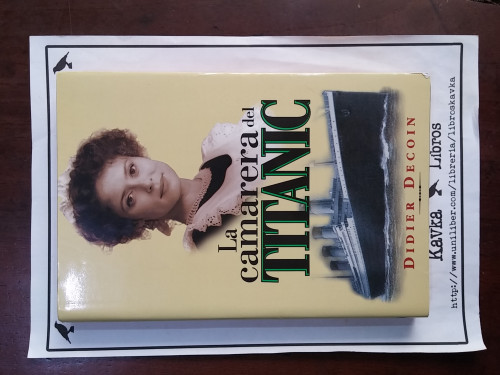 La
camarera del
TITANIC
DIDIER DECOIN
Kavka Libros
http://www.uniliber.com/libreria/libroskavka